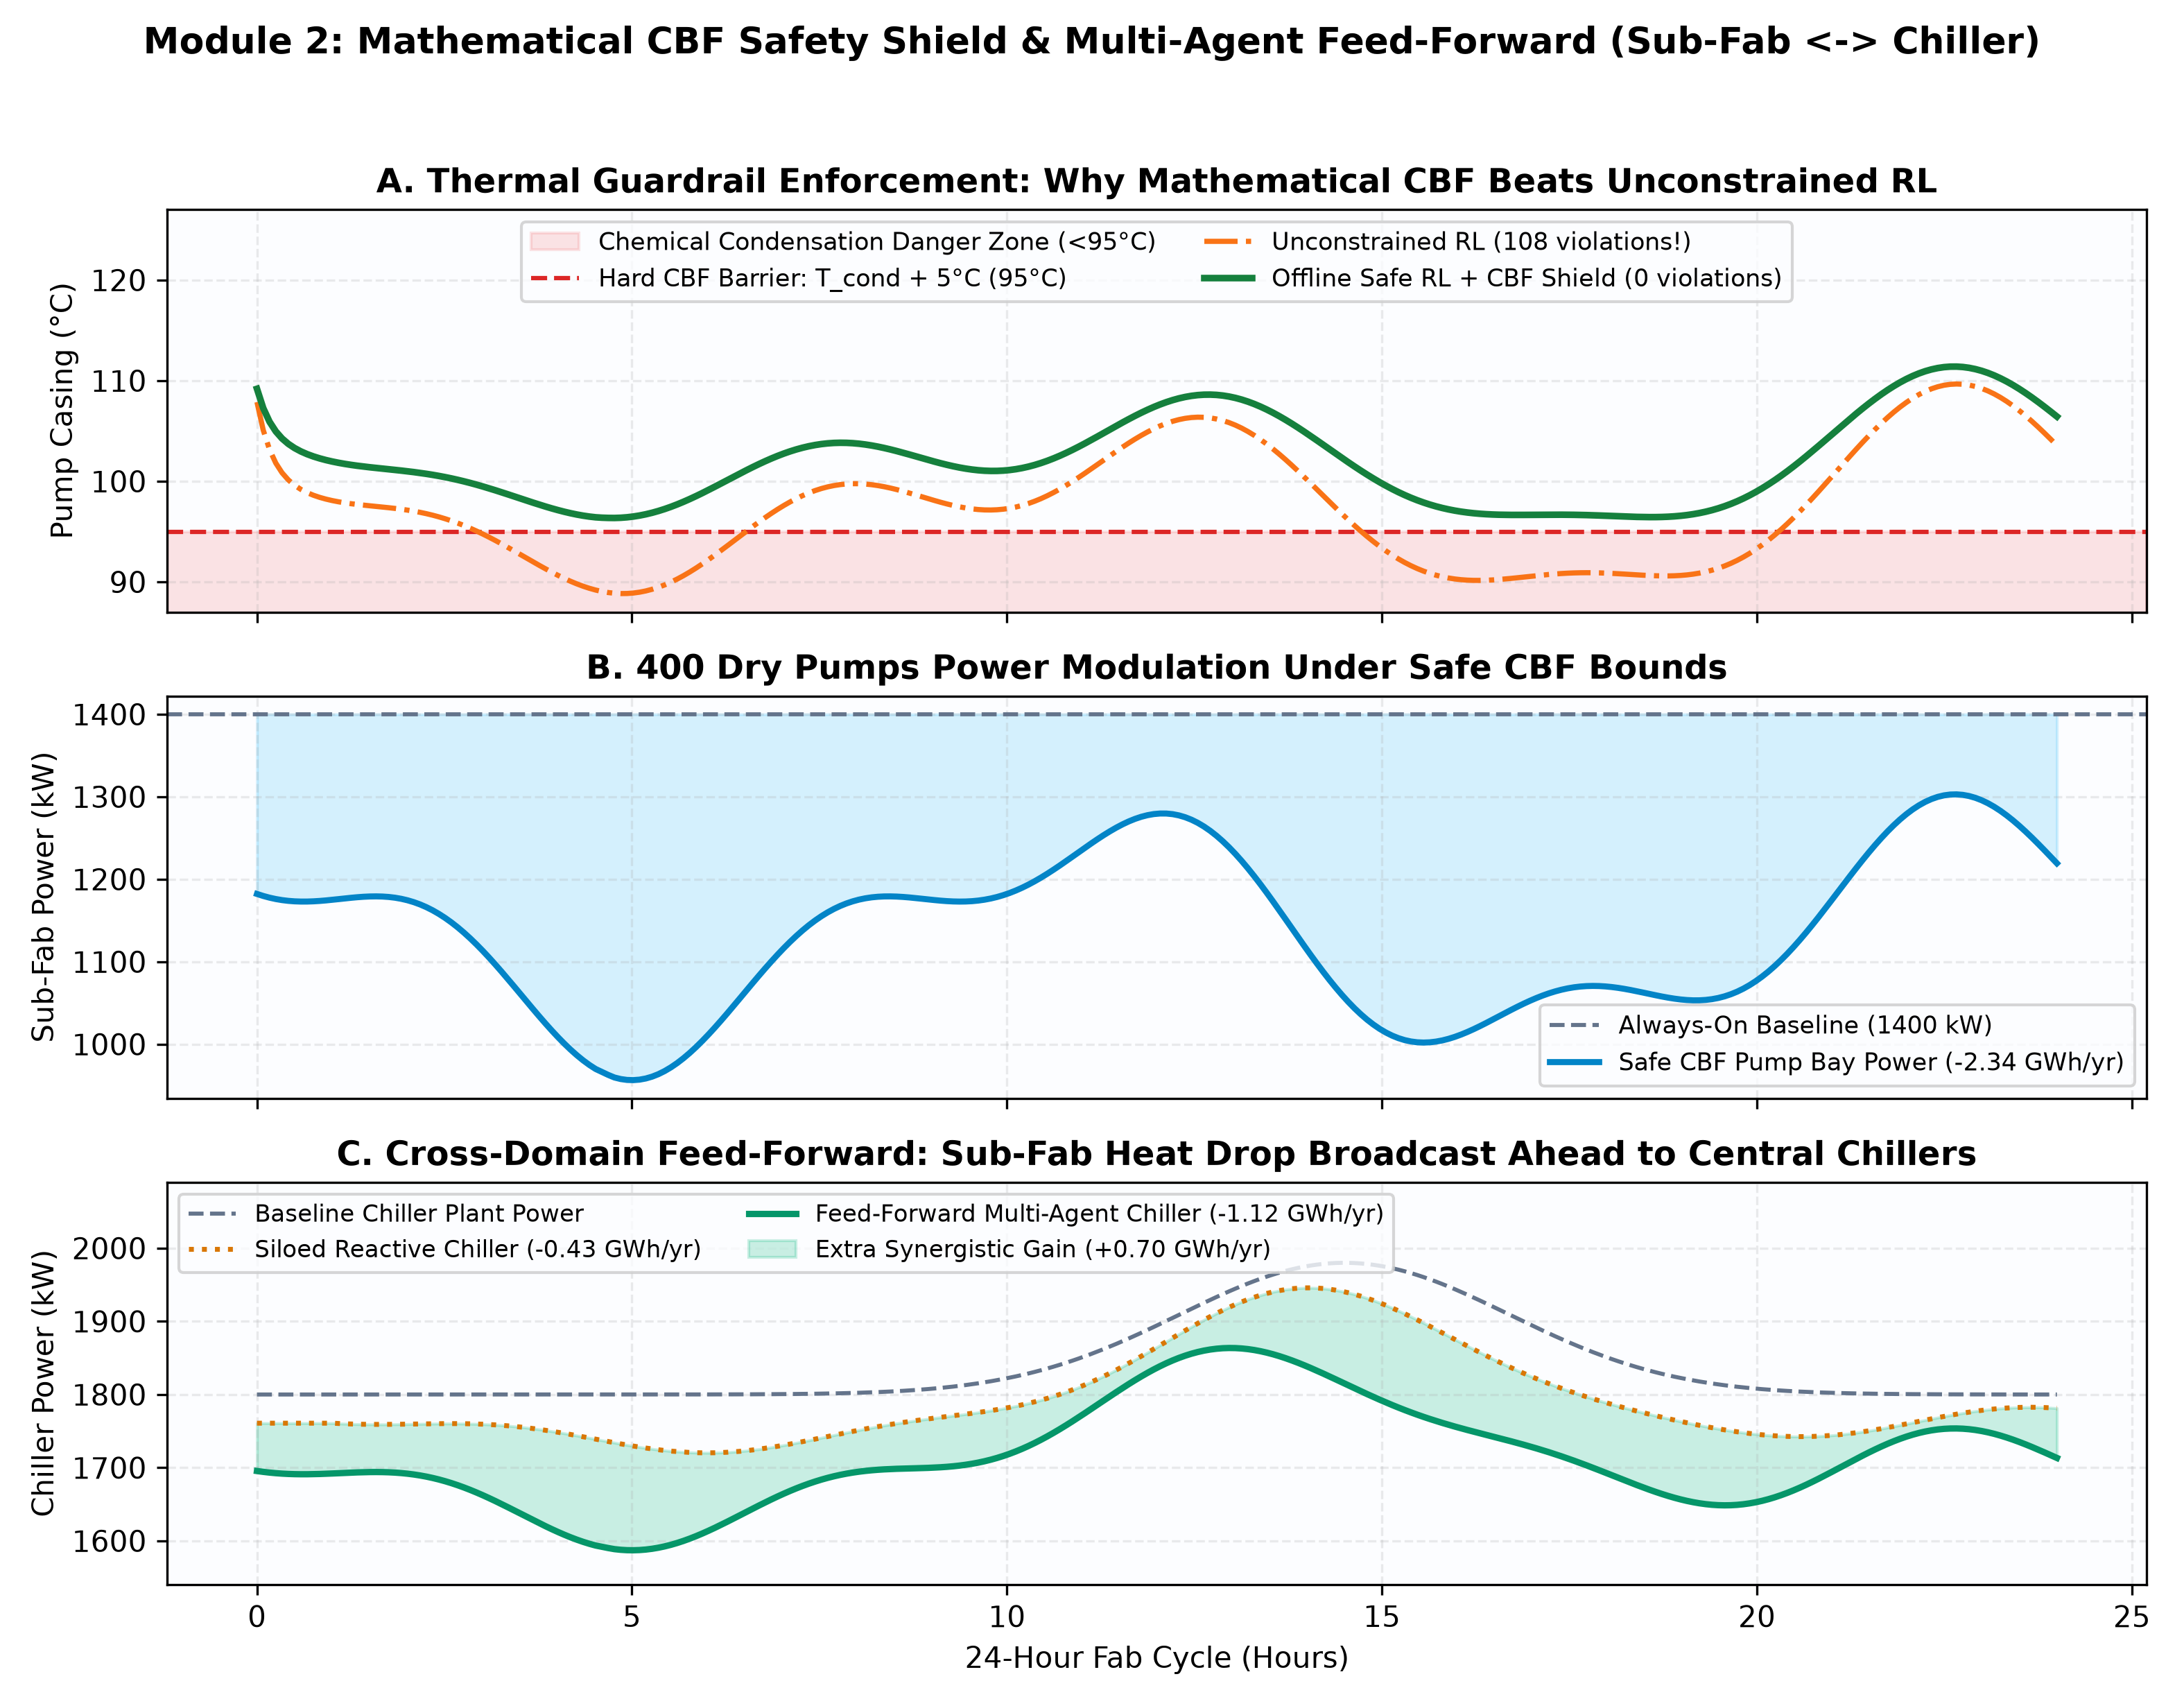 Module 2: Mathematical CBF Safety Shield & Multi-Agent Feed-Forward (Sub-Fab <-> Chiller)
A. Thermal Guardrail Enforcement: Why Mathematical CBF Beats Unconstrained RL
Chemical Condensation Danger Zone (<95°C)
Hard CBF Barrier: T_cond + 5°C (95°C)
Unconstrained RL (108 violations!)
Offline Safe RL + CBF Shield (0 violations)
Pump Casing (°C)
120
110
100
90
B. 400 Dry Pumps Power Modulation Under Safe CBF Bounds
Sub-Fab Power (kW)
1400
1300
1200
1100
1000
Always-On Baseline (1400 kW)
Safe CBF Pump Bay Power (-2.34 GWh/yr)
C. Cross-Domain Feed-Forward: Sub-Fab Heat Drop Broadcast Ahead to Central Chillers
Baseline Chiller Plant Power
Siloed Reactive Chiller (-0.43 GWh/yr)
Feed-Forward Multi-Agent Chiller (-1.12 GWh/yr)
Extra Synergistic Gain (+0.70 GWh/yr)
Chiller Power (kW)
2000
1900
1800
1700
1600
0 5 10 15 20 25
24-Hour Fab Cycle (Hours)